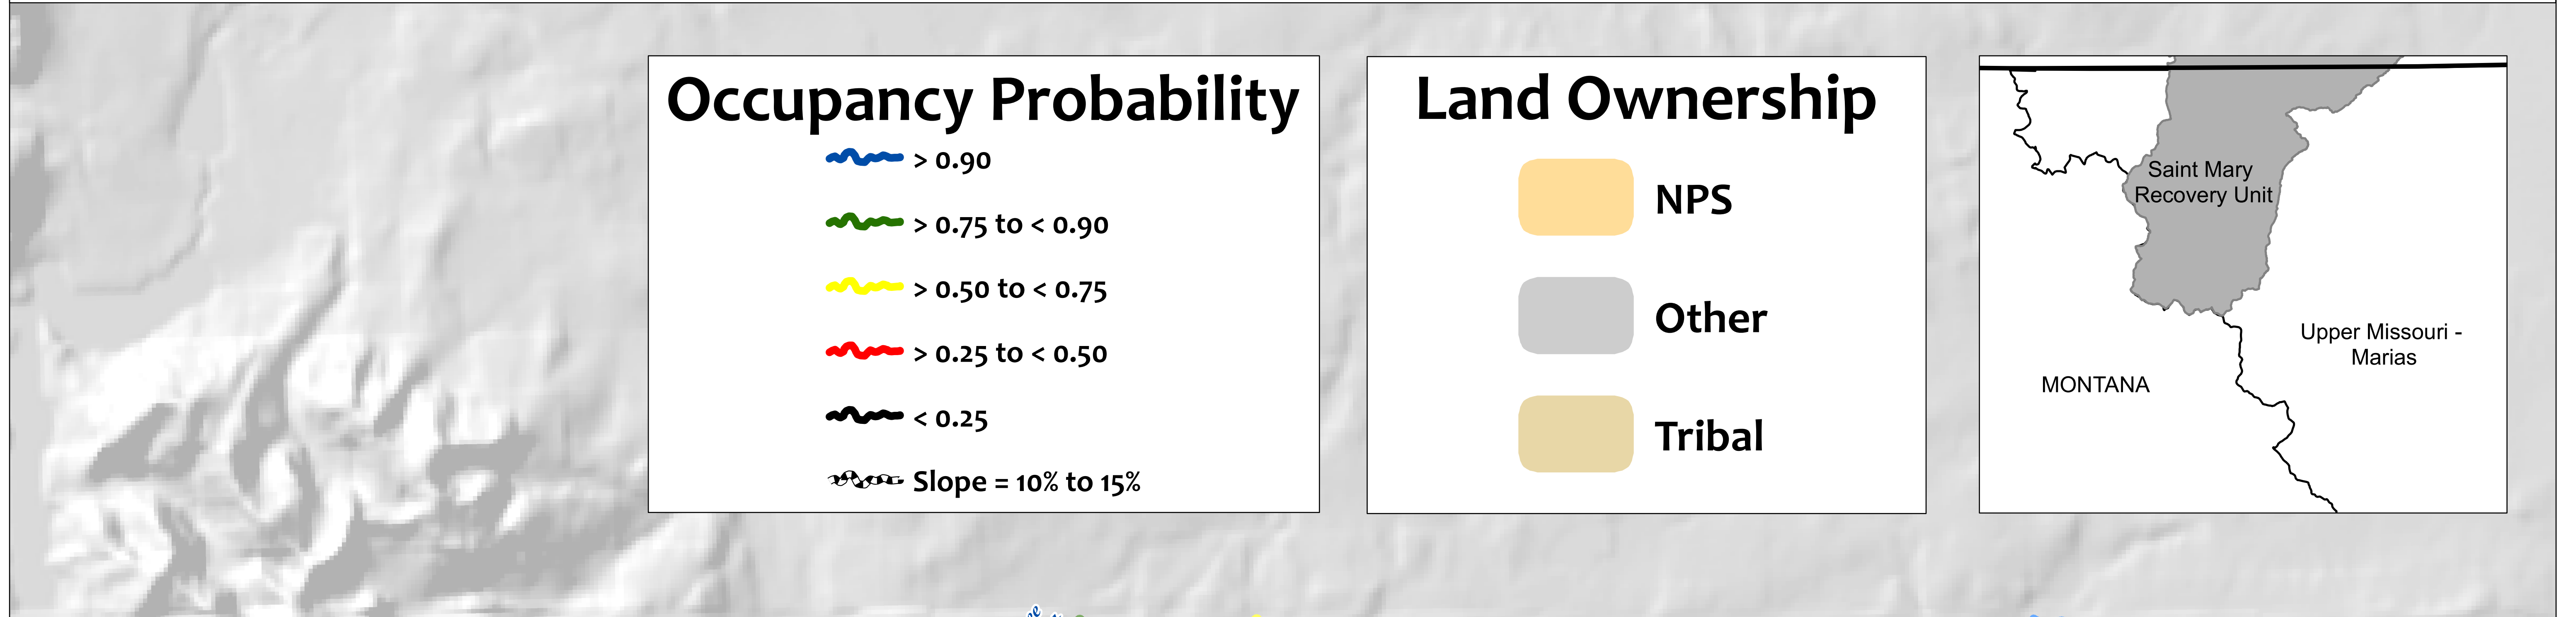 Occupancy Probability
> 0.90
> 0.75 to < 0.90
> 0.50 to < 0.75
> 0.25 to < 0.50
< 0.25
Slope = 10% to 15%
Land Ownership
NPS
Other
Tribal
Saint Mary
Recovery Unit
Upper Missouri -
Marias
MONTANA